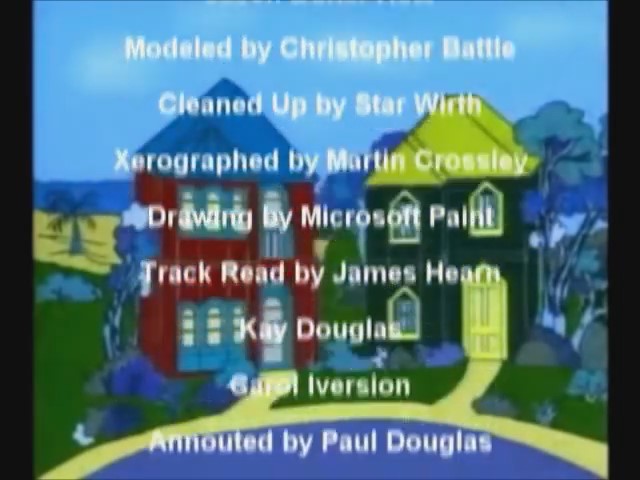 Modeled by Christopher Battle
Cleaned Up by Star Wirth
Xerographed by Martin Crossley
Drawing by Microsoft Paint
Track Read by James Hearn
Kay Douglas
Carol Iversion
Annouted by Paul Douglas